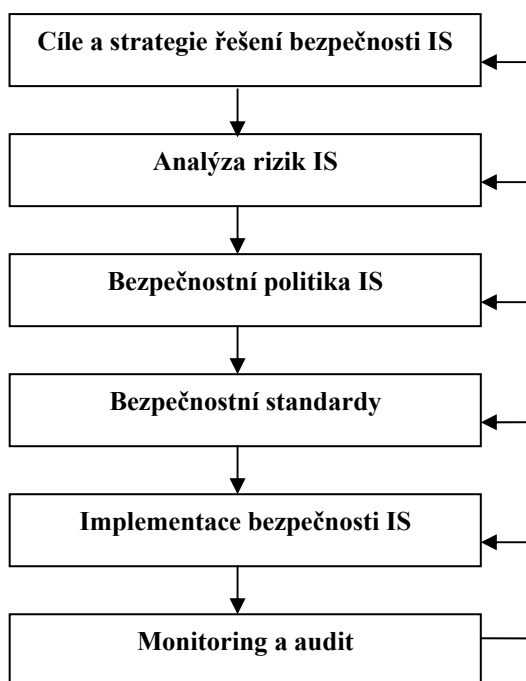 Cíle a strategie řešení bezpečnosti IS
Analýza rizik IS
Bezpečnostní politika IS
Bezpečnostní standardy
Implementace bezpečnosti IS
Monitoring a audit